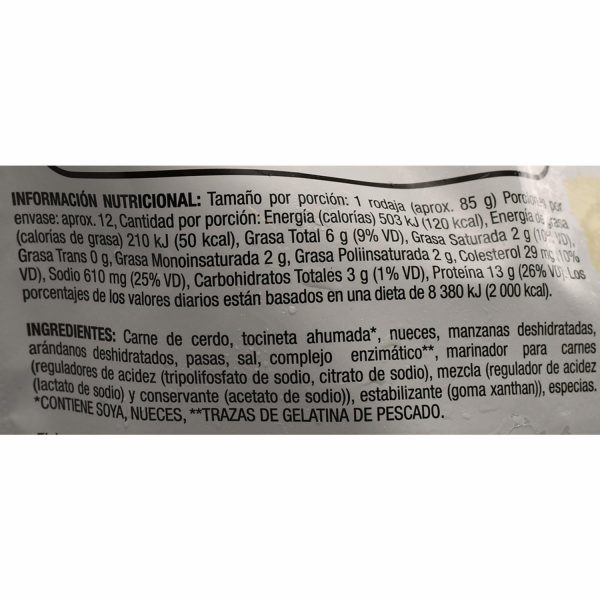 INFORMACIÓN NUTRICIONAL: Tamaño por porción: 1 rodaja (aprox. 85 g) Porciones por
envase: aprox. 12, Cantidad por porción: Energía (calorías) 503 kJ (120 kcal), Energía de grasa
(calorías de grasa) 210 kJ (50 kcal), Grasa Total 6 g (9% VD), Grasa Saturada 2 g (10% VD),
Grasa Trans 0 g, Grasa Monoinsaturada 2 g, Grasa Poliinsaturada 2 g, Colesterol 29 mg (10%
VD), Sodio 610 mg (25% VD), Carbohidratos Totales 3 g (1% VD), Proteína 13 g (26% VD). Los
porcentajes de los valores diarios están basados en una dieta de 8 380 kJ (2 000 kcal).
INGREDIENTES: Carne de cerdo, tocineta ahumada*, nueces, manzanas deshidratadas,
arándanos deshidratados, pasas, sal, complejo enzimático**, marinador para carnes
(reguladores de acidez (tripolifosfato de sodio, citrato de sodio), mezcla (regulador de acidez
(lactato de sodio) y conservante (acetato de sodio)), estabilizante (goma xanthan)), especias.
*CONTIENE SOYA, NUECES, **TRAZAS DE GELATINA DE PESCADO.